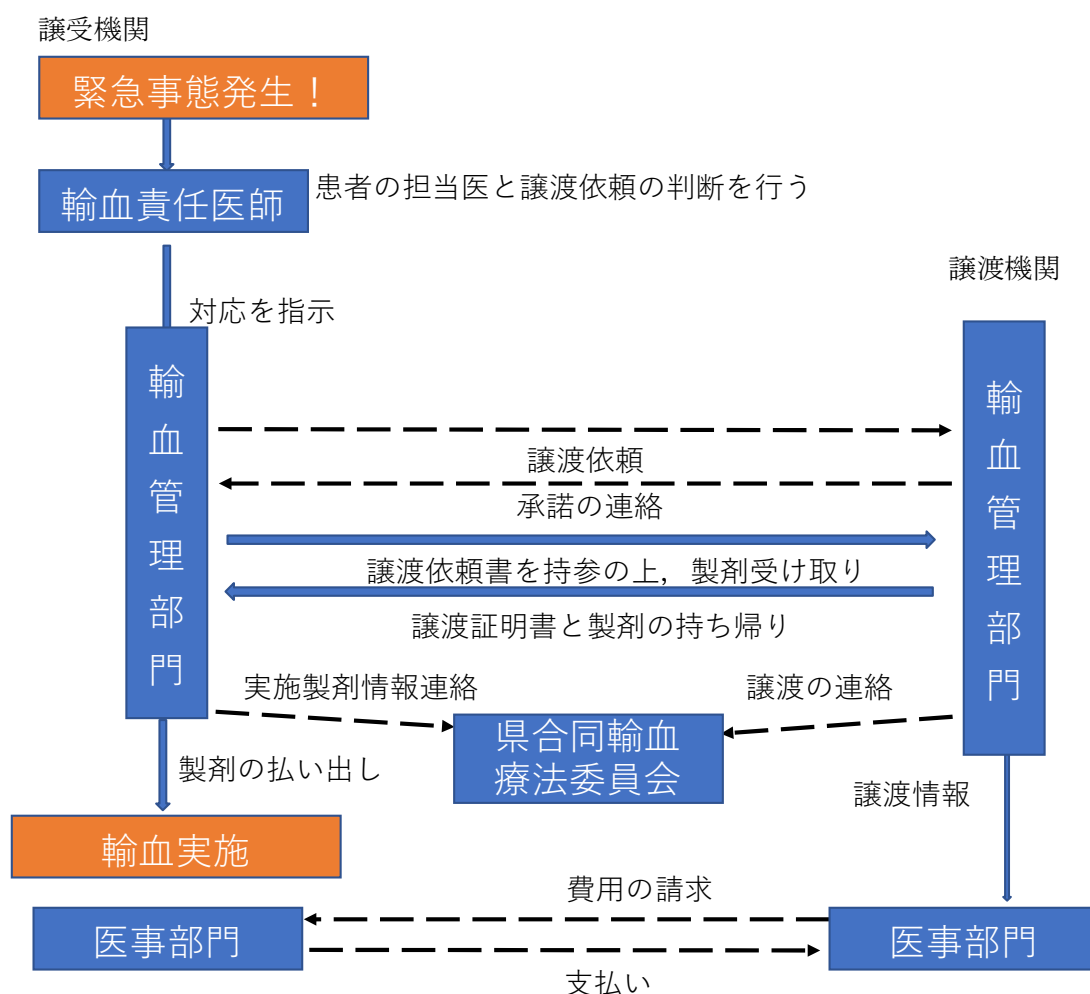 譲受機関
緊急事態発生！
輸血責任医師
患者の担当医と譲渡依頼の判断を行う
対応を指示
譲渡機関
輸血管理部門
輸血管理部門
譲渡依頼
承諾の連絡
譲渡依頼書を持参の上，製剤受け取り
譲渡証明書と製剤の持ち帰り
実施製剤情報連絡
譲渡の連絡
県合同輸血
療法委員会
製剤の払い出し
譲渡情報
輸血実施
費用の請求
医事部門
医事部門
支払い